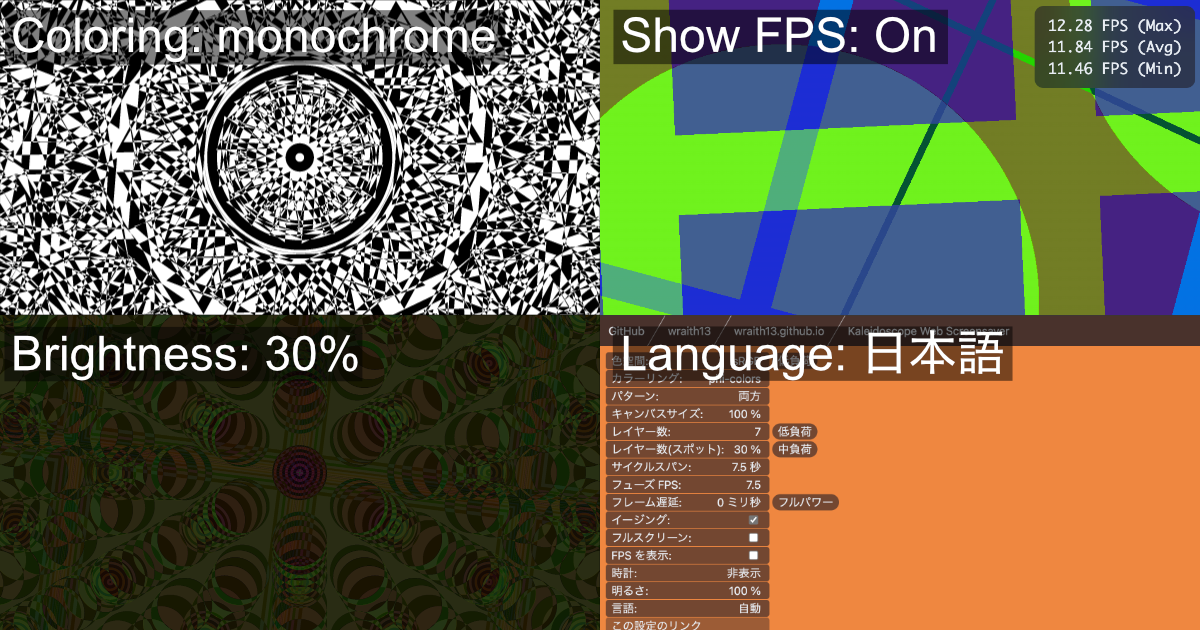 Coloring: monochrome
Show FPS: On
12.28 FPS (Max)
11.84 FPS (Avg)
11.46 FPS (Min)
Brightness: 30%
GitHub / wraith13 / wraith13.github.io / Kaleidoscope Web Screensaver
Language: 日本語
色空間:
カラーリング: phi-colors
パターン: 両方
キャンバスサイズ: 100 %
レイヤー数: 7 低負荷
レイヤー数(スポット): 30 % 中負荷
サイクルスパン: 7.5 秒
フューズ FPS: 7.5
フレーム遅延: 0 ミリ秒 フルパワー
イージング:
フルスクリーン:
FPS を表示:
時計: 非表示
明るさ: 100 %
言語: 自動
この設定のリンク